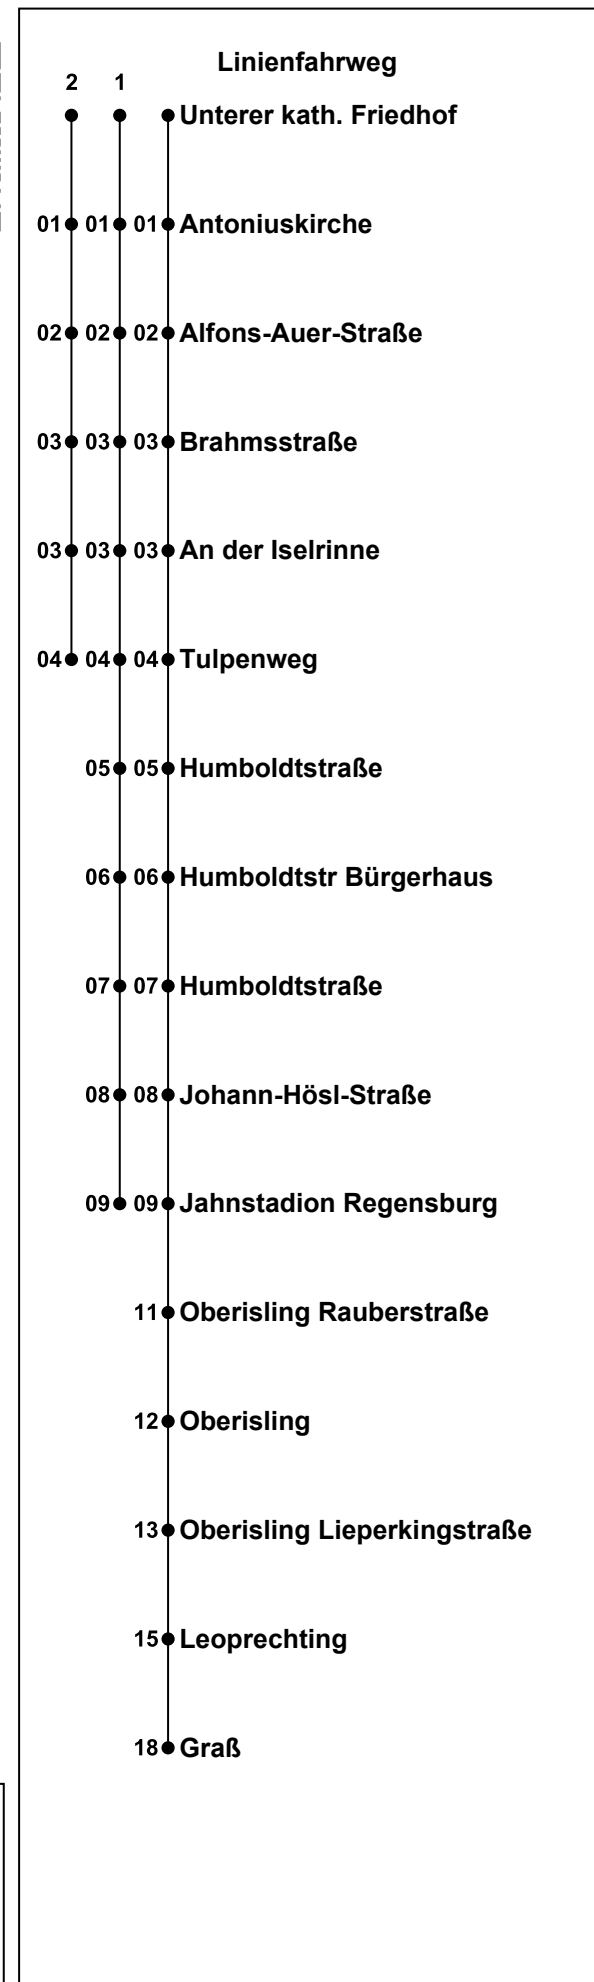 Linienfahrweg
2 1
Unterer kath. Friedhof
01 01 01 Antoniuskirche
02 02 02 Alfons-Auer-Straße
03 03 03 Brahmsstraße
03 03 03 An der Iselrinne
04 04 04 Tulpenweg
05 05 Humboldtstraße
06 06 Humboldtstr Bürgerhaus
07 07 Humboldtstraße
08 08 Johann-Hösl-Straße
09 09 Jahnstadion Regensburg
11 Oberisling Rauberstraße
12 Oberisling
13 Oberisling Lieperkingstraße
15 Leoprechting
18 Graß